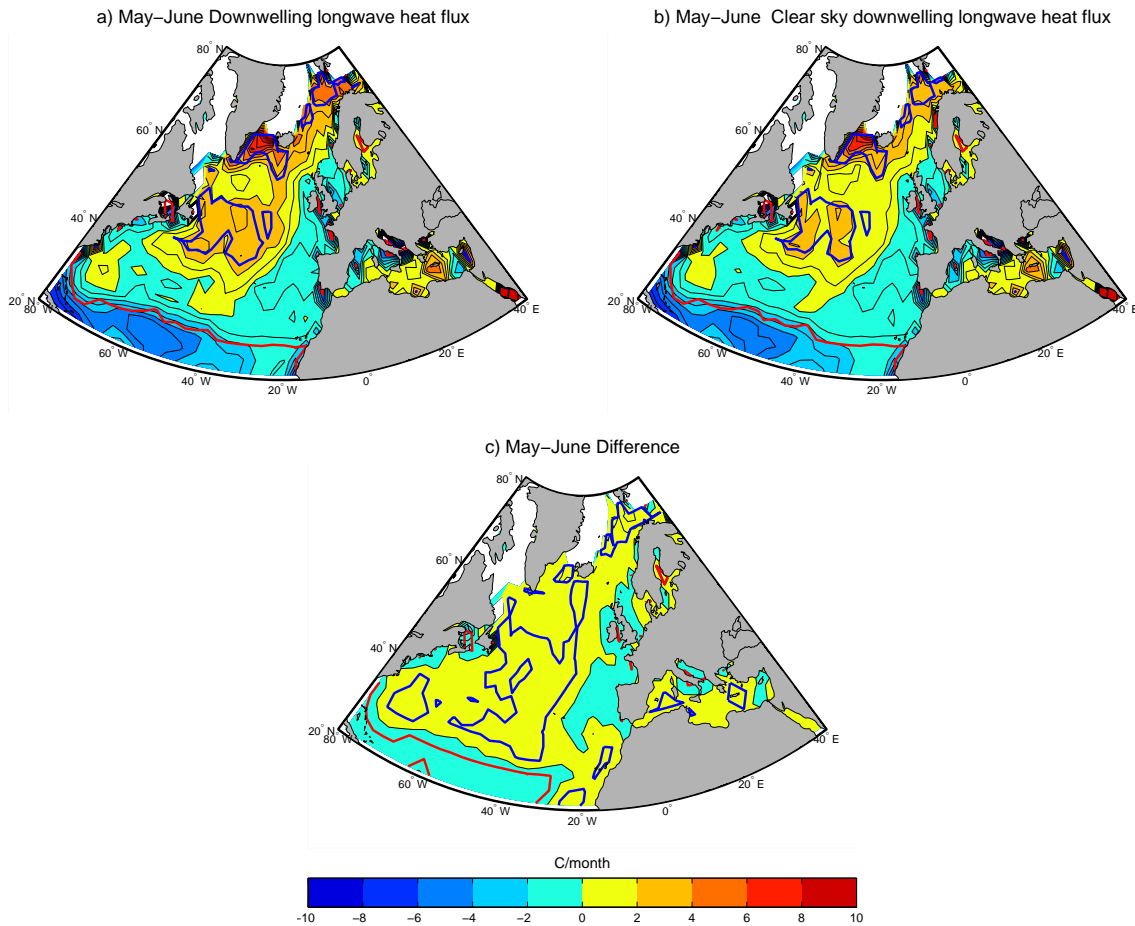 a) May−June Downwelling longwave heat flux
80° N
60° N
40° N
20° N
80° W
60° W
40° W
20° W
0°
20° E
40° E
b) May−June  Clear sky downwelling longwave heat flux
80° N
60° N
40° N
20° N
80° W
60° W
40° W
20° W
0°
20° E
40° E
c) May−June Difference
80° N
60° N
40° N
20° N
80° W
60° W
40° W
20° W
0°
20° E
40° E
C/month
-10 −8 −6 −4 −2 0 2 4 6 8 10